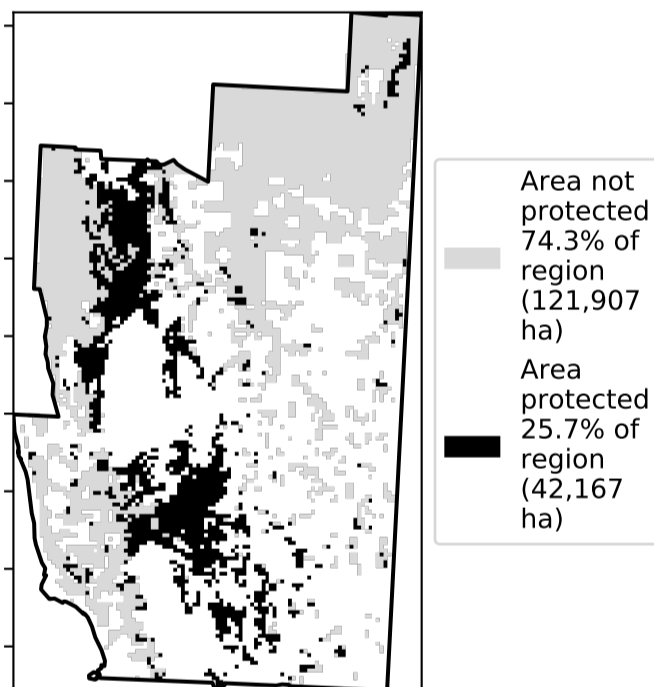 Area not
protected
74.3% of
region
(121,907
ha)
Area
protected
25.7% of
region
(42,167
ha)